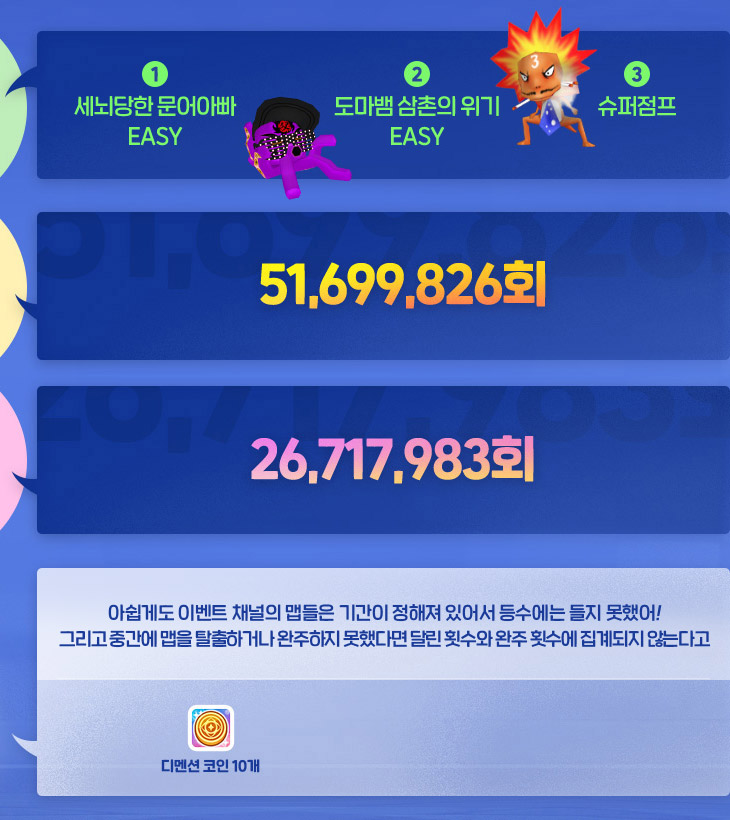 1
세뇌당한 문어아빠
EASY
2
도마뱀 삼촌의 위기
EASY
3
3
슈퍼점프
51,699,826회
26,717,983회
아쉽게도 이벤트 채널의 맵들은 기간이 정해져 있어서 등수에는 들지 못했어!
그리고 중간에 맵을 탈출하거나 완주하지 못했다면 달린 횟수와 완주 횟수에 집계되지 않는다고
디멘션 코인 10개